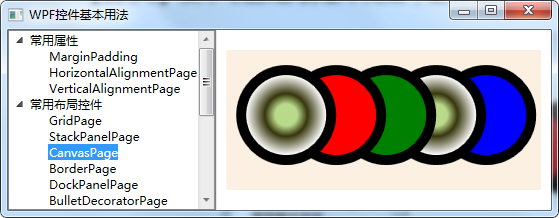 WPF控件基本用法
常用属性
MarginPadding
HorizontalAlignmentPage
VerticalAlignmentPage
常用布局控件
GridPage
StackPanelPage
CanvasPage
BorderPage
DockPanelPage
BulletDecoratorPage